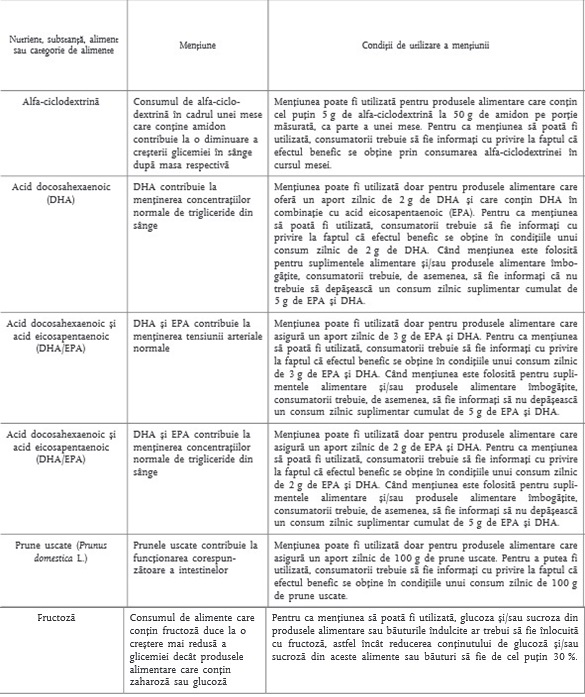 Nutrient, substanță, aliment
sau categorie de alimente
Mențiune
Condiții de utilizare a mențiunii
Alfa-ciclodextrină
Consumul de alfa-ciclo-
dextrină în cadrul unei mese
care conține amidon
contribuie la o diminuare a
creșterii glicemiei în sânge
după masa respectivă
Mențiunea poate fi utilizată pentru produsele alimentare care conțin
cel puțin 5 g de alfa-ciclodextrină la 50 g de amidon pe porție
măsurată, ca parte a unei mese. Pentru ca mențiunea să poată fi
utilizată, consumatorii trebuie să fie informați cu privire la faptul că
efectul benefic se obține prin consumarea alfa-ciclodextrinei în
cursul mesei.
Acid docosahexaenoic
(DHA)
DHA contribuie la
menținerea concentrațiilor
normale de trigliceride din
sânge
Mențiunea poate fi utilizată doar pentru produsele alimentare care
oferă un aport zilnic de 2 g de DHA și care conțin DHA în
combinație cu acid eicosapentaenoic (EPA). Pentru ca mențiunea
să poată fi utilizată, consumatorii trebuie să fie informați cu
privire la faptul că efectul benefic se obține în condițiile unui
consum zilnic de 2 g de DHA. Când mențiunea este folosită
pentru suplimentele alimentare și/sau produsele alimentare îmbo-
gățite, consumatorii trebuie, de asemenea, să fie informați că nu
trebuie să depășească un consum zilnic suplimentar cumulat de
5 g de EPA și DHA.
Acid docosahexaenoic și
acid eicosapentaenoic
(DHA/EPA)
DHA și EPA contribuie la
menținerea tensiunii arteriale
normale
Mențiunea poate fi utilizată doar pentru produsele alimentare care
asigură un aport zilnic de 3 g de EPA și DHA. Pentru ca mențiunea
să poată fi utilizată, consumatorii trebuie să fie informați cu privire
la faptul că efectul benefic se obține în condițiile unui consum zilnic
de 3 g de EPA și DHA. Când mențiunea este folosită pentru supli-
mentele alimentare și/sau produsele alimentare îmbogățite,
consumatorii trebuie, de asemenea, să fie informați să nu depășească
un consum zilnic suplimentar cumulat de 5 g de EPA și DHA.
Acid docosahexaenoic și
acid eicosapentaenoic
(DHA/EPA)
DHA și EPA contribuie la
menținerea concentrațiilor
normale de trigliceride din
sânge
Mențiunea poate fi utilizată doar pentru produsele alimentare care
asigură un aport zilnic de 2 g de EPA și DHA. Pentru ca mențiunea
să poată fi utilizată, consumatorii trebuie să fie informați cu privire
la faptul că efectul benefic se obține în condițiile unui consum zilnic
de 2 g de EPA și DHA. Când mențiunea este folosită pentru supli-
mentele alimentare și/sau produsele alimentare îmbogățite,
consumatorii trebuie, de asemenea, să fie informați să nu depășească
un consum zilnic suplimentar cumulat de 5 g de EPA și DHA.
Prune uscate (Prunus
domestica L.)
Prunele uscate contribuie la
funcționarea corespun-
zătoare a intestinelor
Mențiunea poate fi utilizată doar pentru produsele alimentare care
asigură un aport zilnic de 100 g de prune uscate. Pentru a putea fi
utilizată, consumatorii trebuie să fie informați cu privire la faptul că
efectul benefic se obține în condițiile unui consum zilnic de 100 g
de prune uscate.
Fructoză
Consumul de alimente care
conțin fructoză duce la o
creștere mai redusă a
glicemiei decât produsele
alimentare care conțin
zaharoză sau glucoză
Pentru ca mențiunea să poată fi utilizată, glucoza și/sau sucroza din
produsele alimentare sau băuturile îndulcite ar trebui să fie înlocuită
cu fructoză, astfel încât reducerea conținutului de glucoză și/sau
sucroză din aceste alimente sau băuturi să fie de cel puțin 30 %.